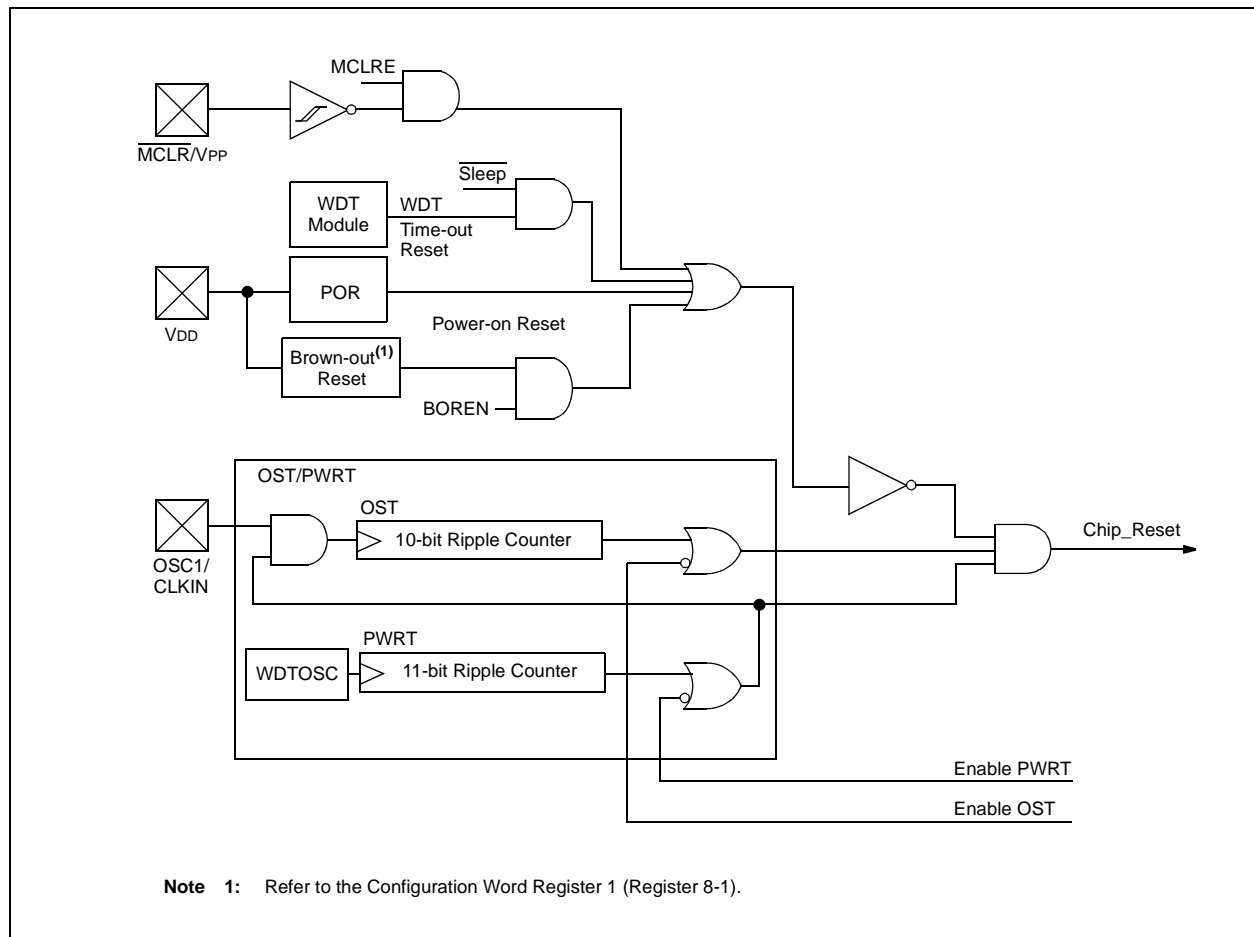 MCLRE
MCLR/VPP
Sleep
WDT
Module
WDT
Time-out
Reset
POR
VDD
Power-on Reset
Brown-out(1)
Reset
BOREN
OST/PWRT
OST
10-bit Ripple Counter
Chip_Reset
OSC1/
CLKIN
PWRT
WDTOSC
11-bit Ripple Counter
Enable PWRT
Enable OST
Note 1: Refer to the Configuration Word Register 1 (Register 8-1).